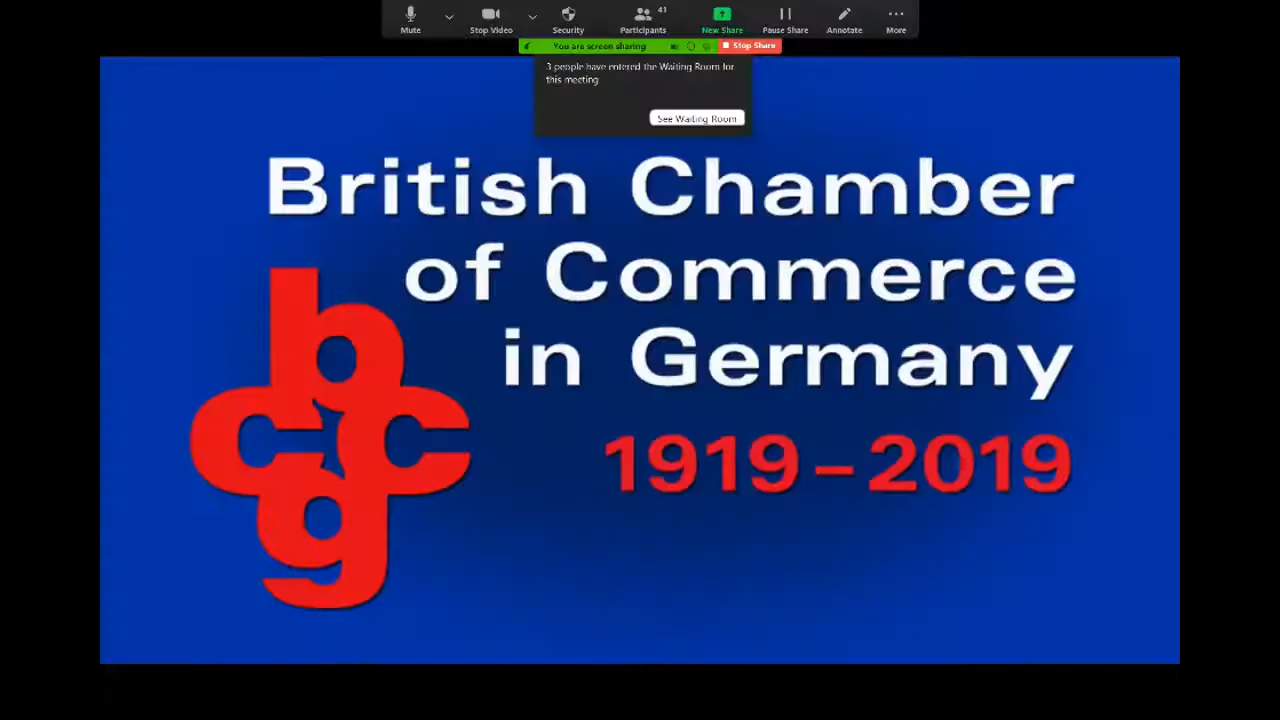 41
Mute
Stop Video
Security
Participants
New Share
Pause Share
Annotate
More
You are screen sharing
Stop Share
3 people have entered the Waiting Room for
this meeting
See Waiting Room
British Chamber
of Commerce
in Germany
1919–2019
b
c c
g